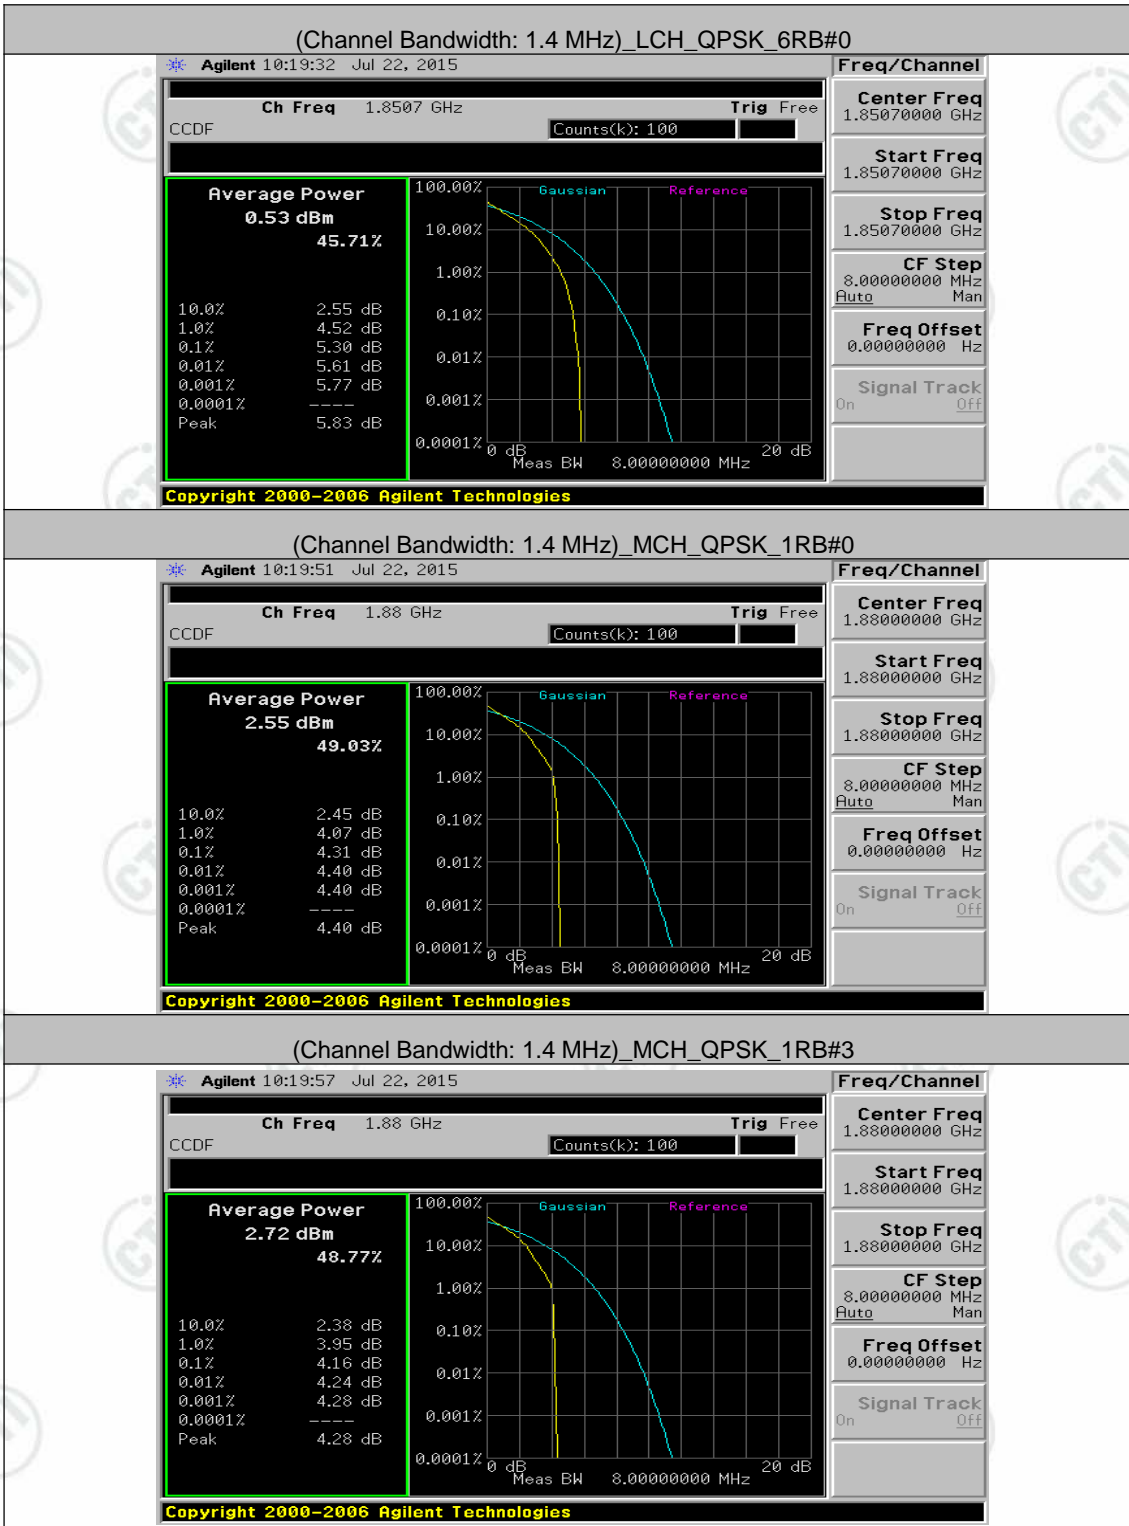 (Channel Bandwidth: 1.4 MHz)_LCH_QPSK_6RB#0
Agilent 10:19:32 Jul 22, 2015
Freq/Channel
Ch Freq 1.8507 GHz Trig Free
CCDF Counts(k): 100
Center Freq
1.85070000 GHz
Start Freq
1.85070000 GHz
Stop Freq
1.85070000 GHz
CF Step
8.00000000 MHz
Auto Man
Freq Offset
0.00000000 Hz
Signal Track
On Off
Average Power
0.53 dBm
45.71%
10.0% 2.55 dB
1.0% 4.52 dB
0.1% 5.30 dB
0.01% 5.61 dB
0.001% 5.77 dB
0.0001% ----
Peak 5.83 dB
Gaussian Reference
100.00%
10.00%
1.00%
0.10%
0.01%
0.001%
0.0001%
0 dB 20 dB
Meas BW 8.00000000 MHz
Copyright 2000-2006 Agilent Technologies
(Channel Bandwidth: 1.4 MHz)_MCH_QPSK_1RB#0
Agilent 10:19:51 Jul 22, 2015
Freq/Channel
Ch Freq 1.88 GHz Trig Free
CCDF Counts(k): 100
Center Freq
1.88000000 GHz
Start Freq
1.88000000 GHz
Stop Freq
1.88000000 GHz
CF Step
8.00000000 MHz
Auto Man
Freq Offset
0.00000000 Hz
Signal Track
On Off
Average Power
2.55 dBm
49.03%
10.0% 2.45 dB
1.0% 4.07 dB
0.1% 4.31 dB
0.01% 4.40 dB
0.001% 4.40 dB
0.0001% ----
Peak 4.40 dB
Gaussian Reference
100.00%
10.00%
1.00%
0.10%
0.01%
0.001%
0.0001%
0 dB 20 dB
Meas BW 8.00000000 MHz
Copyright 2000-2006 Agilent Technologies
(Channel Bandwidth: 1.4 MHz)_MCH_QPSK_1RB#3
Agilent 10:19:57 Jul 22, 2015
Freq/Channel
Ch Freq 1.88 GHz Trig Free
CCDF Counts(k): 100
Center Freq
1.88000000 GHz
Start Freq
1.88000000 GHz
Stop Freq
1.88000000 GHz
CF Step
8.00000000 MHz
Auto Man
Freq Offset
0.00000000 Hz
Signal Track
On Off
Average Power
2.72 dBm
48.77%
10.0% 2.38 dB
1.0% 3.95 dB
0.1% 4.16 dB
0.01% 4.24 dB
0.001% 4.28 dB
0.0001% ----
Peak 4.28 dB
Gaussian Reference
100.00%
10.00%
1.00%
0.10%
0.01%
0.001%
0.0001%
0 dB 20 dB
Meas BW 8.00000000 MHz
Copyright 2000-2006 Agilent Technologies
CTI
CTI
CTI
CTI
CTI
CTI
CTI
CTI